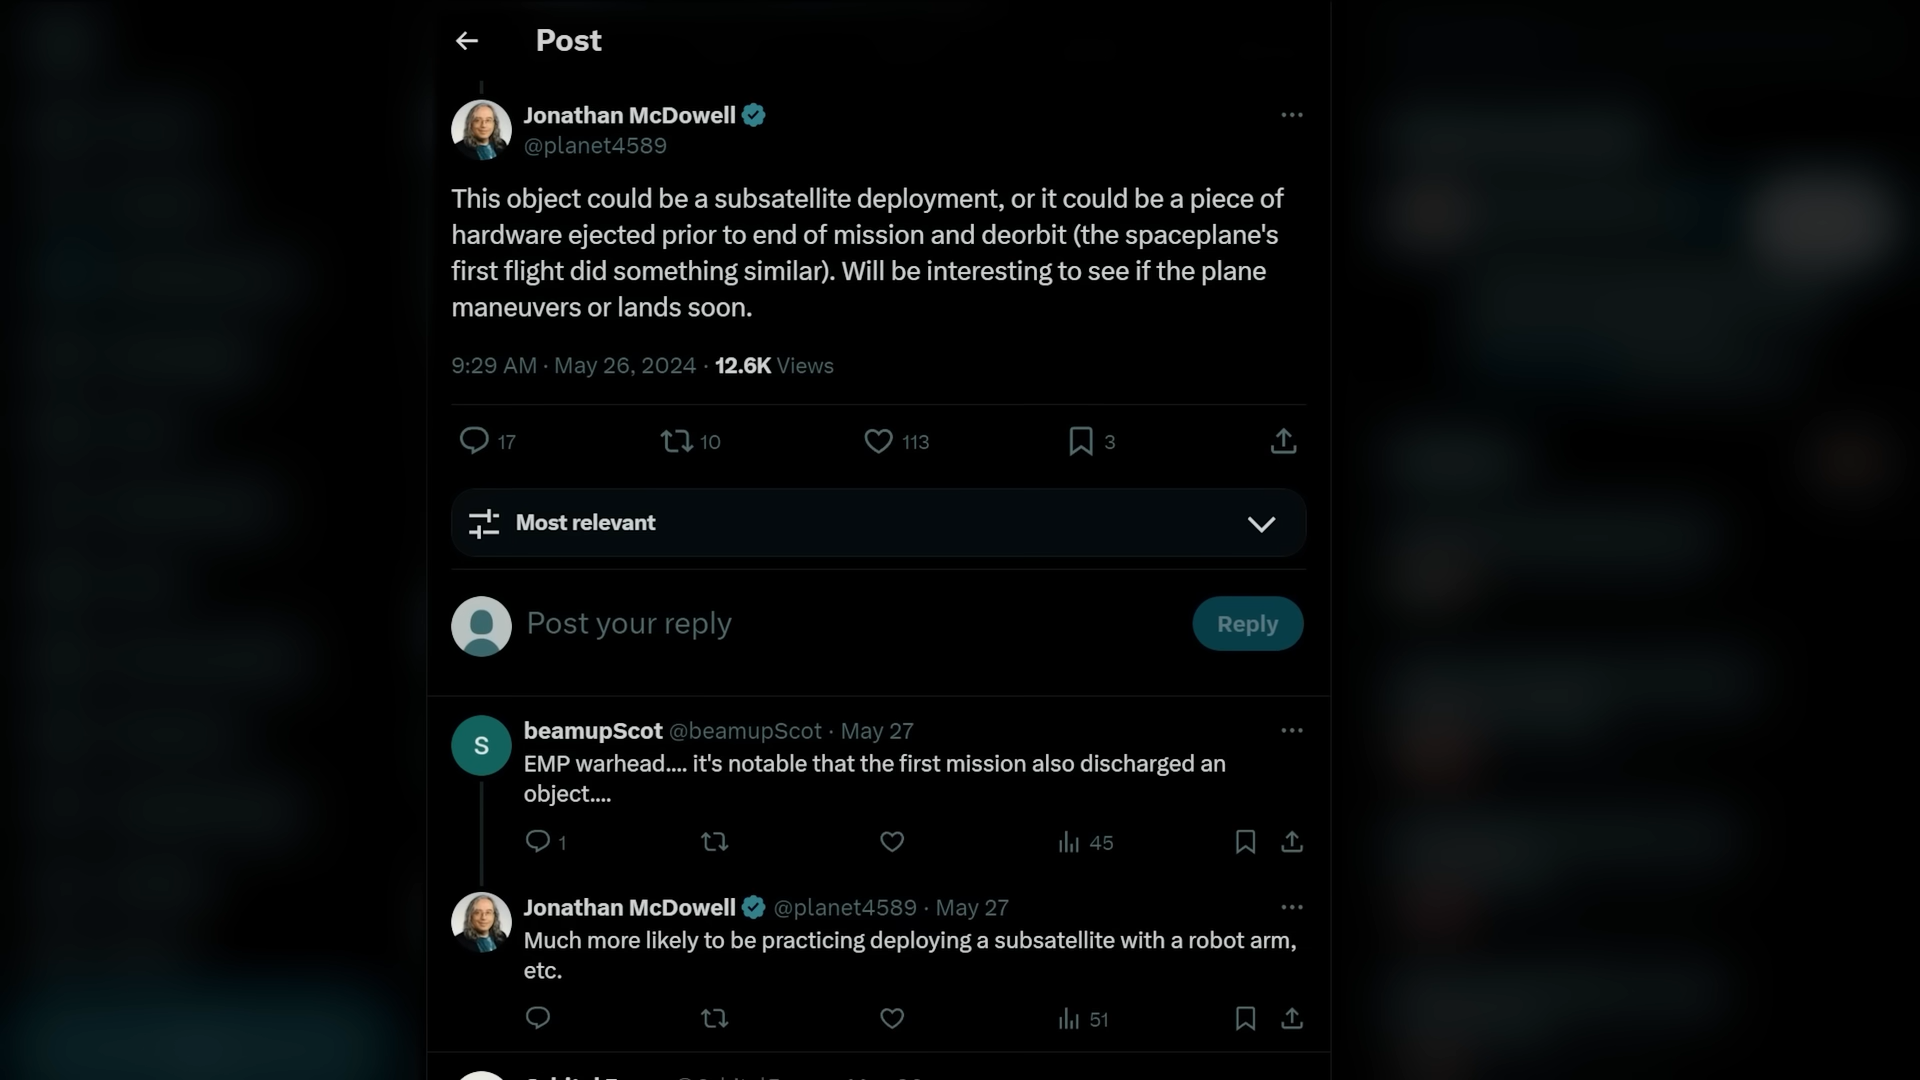 Post
Jonathan McDowell
@planet4589
This object could be a subsatellite deployment, or it could be a piece of
hardware ejected prior to end of mission and deorbit (the spaceplane's
first flight did something similar). Will be interesting to see if the plane
maneuvers or lands soon.
9:29 AM · May 26, 2024 · 12.6K Views
17 10 113 3
Most relevant
Post your reply
Reply
S
beamupScot @beamupScot · May 27
EMP warhead.... it's notable that the first mission also discharged an
object....
1 45
Jonathan McDowell @planet4589 · May 27
Much more likely to be practicing deploying a subsatellite with a robot arm,
etc.
51